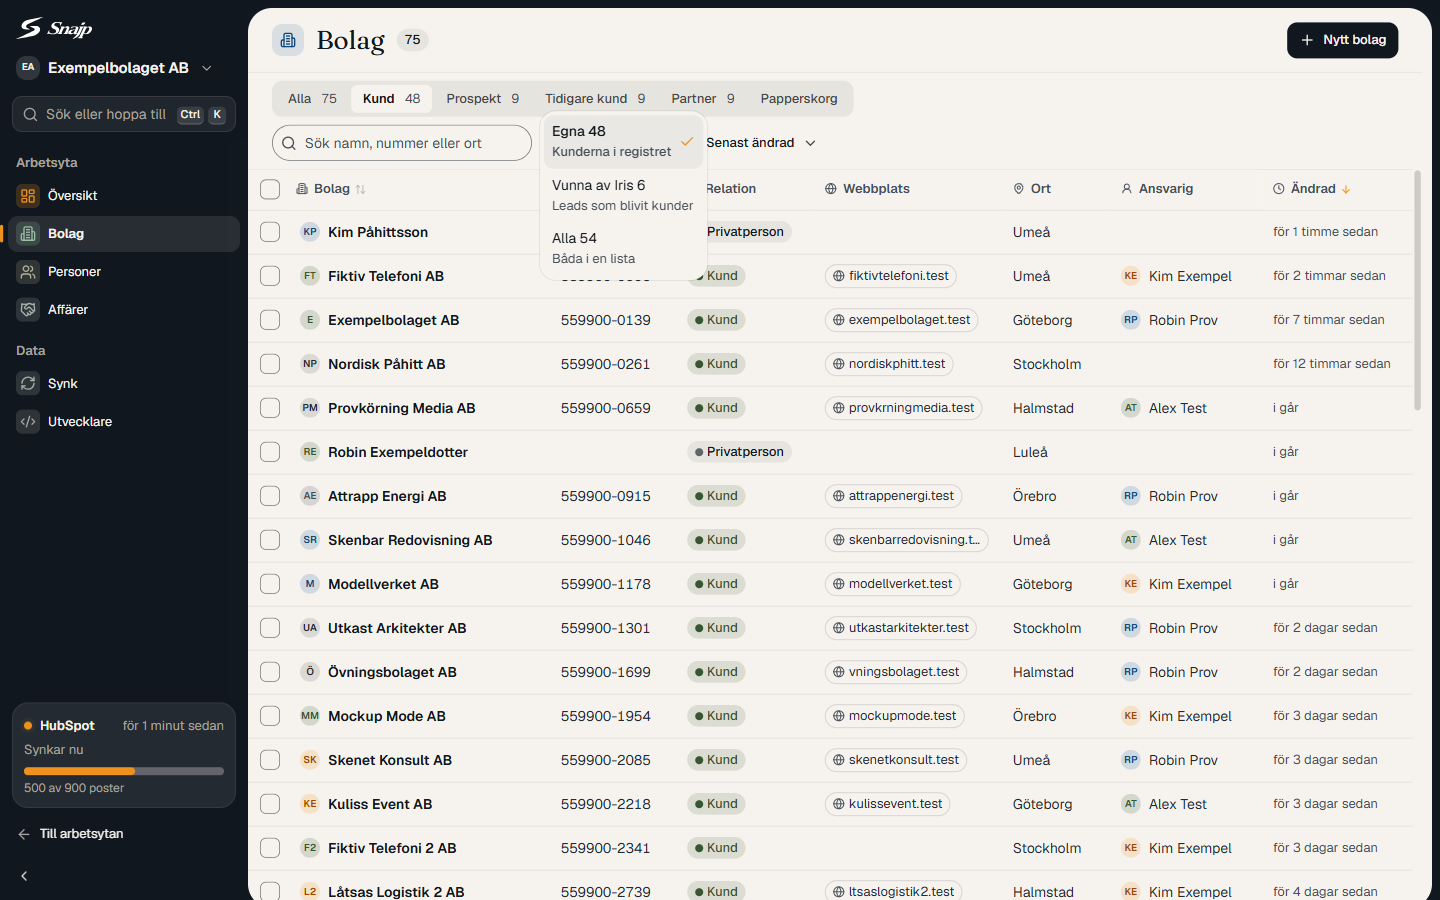 Snajp
EA Exempelbolaget AB
Sök eller hoppa till Ctrl K
Arbetsyta
Översikt
Bolag
Personer
Affärer
Data
Synk
Utvecklare
HubSpot för 1 minut sedan
Synkar nu
500 av 900 poster
Till arbetsytan
Bolag 75
Nytt bolag
Alla 75 Kund 48 Prospekt 9 Tidigare kund 9 Partner 9 Papperskorg
Sök namn, nummer eller ort
Senast ändrad
Egna 48
Kunderna i registret
Vunna av Iris 6
Leads som blivit kunder
Alla 54
Båda i en lista
Bolag Relation Webbplats Ort Ansvarig Ändrad
KP Kim Påhittsson Privatperson Umeå för 1 timme sedan
FT Fiktiv Telefoni AB Kund fiktivtelefoni.test Umeå KE Kim Exempel för 2 timmar sedan
E Exempelbolaget AB 559900-0139 Kund exempelbolaget.test Göteborg RP Robin Prov för 7 timmar sedan
NP Nordisk Påhitt AB 559900-0261 Kund nordiskphitt.test Stockholm för 12 timmar sedan
PM Provkörning Media AB 559900-0659 Kund provkrningmedia.test Halmstad AT Alex Test i går
RE Robin Exempeldotter Privatperson Luleå i går
AE Attrapp Energi AB 559900-0915 Kund attrappenergi.test Örebro RP Robin Prov i går
SR Skenbar Redovisning AB 559900-1046 Kund skenbarredovisning.t... Umeå AT Alex Test i går
M Modellverket AB 559900-1178 Kund modellverket.test Göteborg KE Kim Exempel i går
UA Utkast Arkitekter AB 559900-1301 Kund utkastarkitekter.test Stockholm RP Robin Prov för 2 dagar sedan
Ö Övningsbolaget AB 559900-1699 Kund vningsbolaget.test Halmstad RP Robin Prov för 2 dagar sedan
MM Mockup Mode AB 559900-1954 Kund mockupmode.test Örebro KE Kim Exempel för 3 dagar sedan
SK Skenet Konsult AB 559900-2085 Kund skenetkonsult.test Umeå RP Robin Prov för 3 dagar sedan
KE Kuliss Event AB 559900-2218 Kund kulissevent.test Göteborg AT Alex Test för 3 dagar sedan
F2 Fiktiv Telefoni 2 AB 559900-2341 Kund Stockholm KE Kim Exempel för 3 dagar sedan
L2 Låtsas Logistik 2 AB 559900-2739 Kund ltsaslogistik2.test Halmstad KE Kim Exempel för 4 dagar sedan